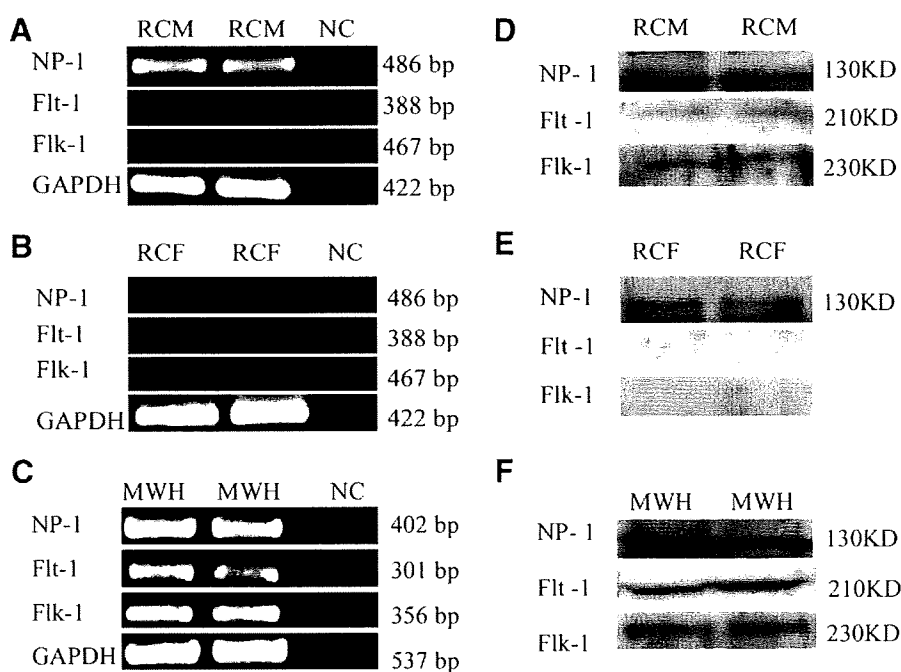 A
RCM RCM NC
NP-1 486 bp
Flt-1 388 bp
Flk-1 467 bp
GAPDH 422 bp
B
RCF RCF NC
NP-1 486 bp
Flt-1 388 bp
Flk-1 467 bp
GAPDH 422 bp
C
MWH MWH NC
NP-1 402 bp
Flt-1 301 bp
Flk-1 356 bp
GAPDH 537 bp
D
RCM RCM
NP- 1 130KD
Flt -1 210KD
Flk-1 230KD
E
RCF RCF
NP-1 130KD
Flt -1
Flk-1
F
MWH MWH
NP- 1 130KD
Flt -1 210KD
Flk-1 230KD